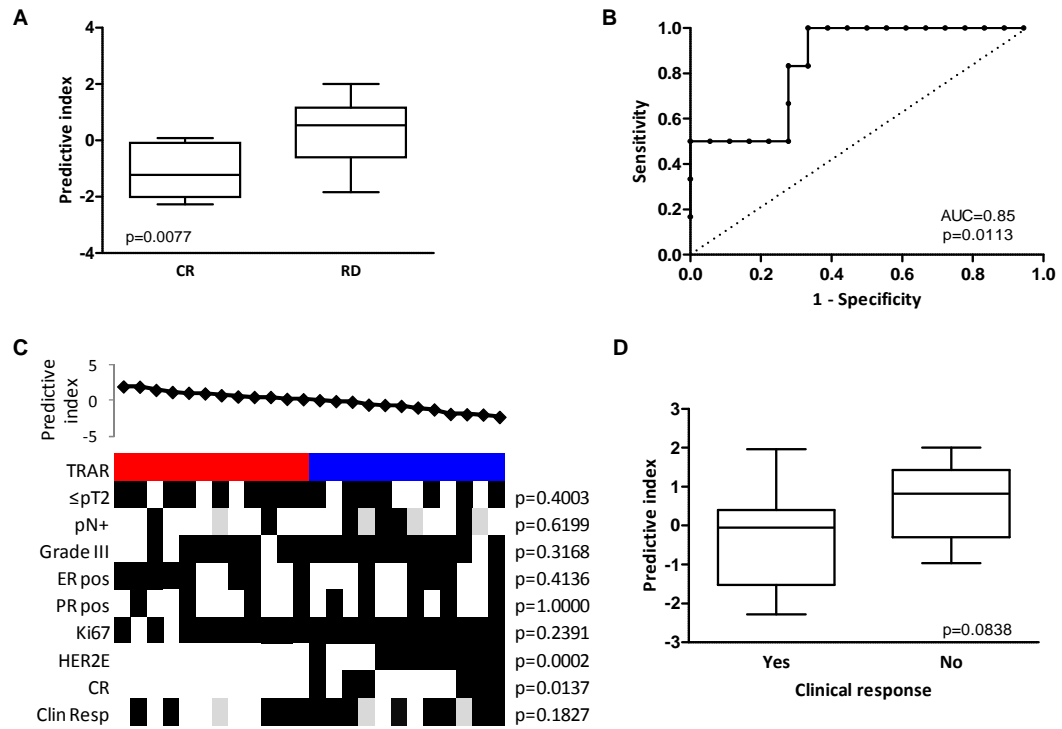 A
Predictive index
4
2
0
-2
-4
p=0.0077
CR
RD
B
Sensitivity
1.0
0.8
0.6
0.4
0.2
0.0
0.0
0.2
0.4
0.6
0.8
1.0
AUC=0.85
p=0.0113
1 - Specificity
C
Predictive
index
5
0
-5
TRAR
≤pT2 p=0.4003
pN+ p=0.6199
Grade III p=0.3168
ER pos p=0.4136
PR pos p=1.0000
Ki67 p=0.2391
HER2E p=0.0002
CR p=0.0137
Clin Resp p=0.1827
D
Predictive index
3
2
1
0
-1
-2
-3
p=0.0838
Yes
No
Clinical response